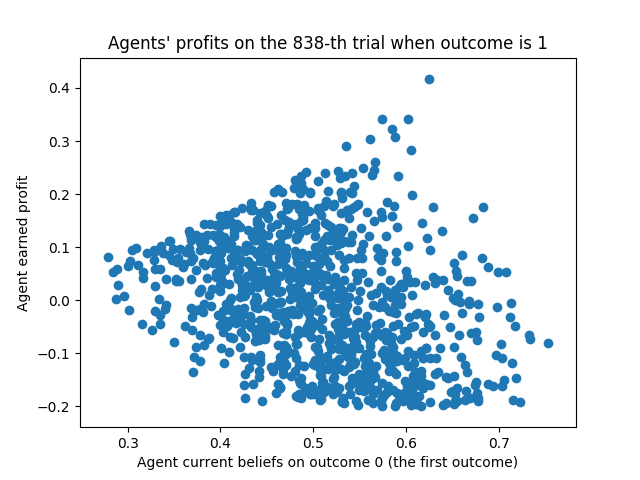 Agents' profits on the 838-th trial when outcome is 1
0.4
0.3
0.2
0.1
0.0
−0.1
−0.2
Agent earned profit
0.3 0.4 0.5 0.6 0.7
Agent current beliefs on outcome 0 (the first outcome)